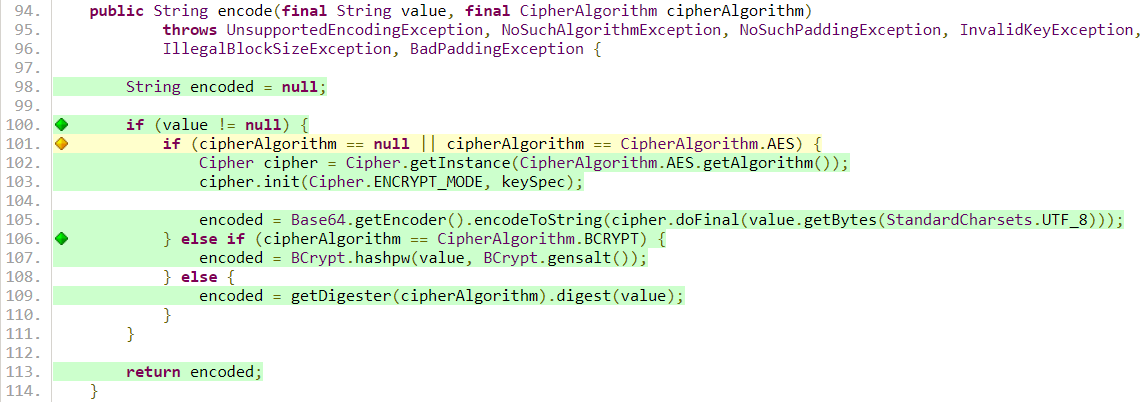 94.     public String encode(final String value, final CipherAlgorithm cipherAlgorithm)
95.             throws UnsupportedEncodingException, NoSuchAlgorithmException, NoSuchPaddingException, InvalidKeyException,
96.             IllegalBlockSizeException, BadPaddingException {
97.
98.         String encoded = null;
99.
100.         if (value != null) {
101.             if (cipherAlgorithm == null || cipherAlgorithm == CipherAlgorithm.AES) {
102.                 Cipher cipher = Cipher.getInstance(CipherAlgorithm.AES.getAlgorithm());
103.                 cipher.init(Cipher.ENCRYPT_MODE, keySpec);
104.
105.                 encoded = Base64.getEncoder().encodeToString(cipher.doFinal(value.getBytes(StandardCharsets.UTF_8)));
106.             } else if (cipherAlgorithm == CipherAlgorithm.BCRYPT) {
107.                 encoded = BCrypt.hashpw(value, BCrypt.gensalt());
108.             } else {
109.                 encoded = getDigester(cipherAlgorithm).digest(value);
110.             }
111.         }
112.
113.         return encoded;
114.     }